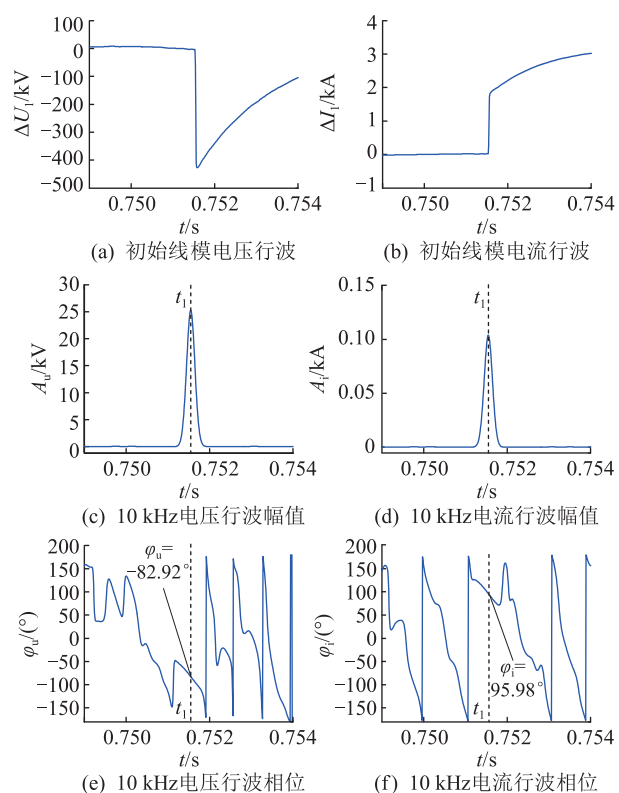 100
0
−100
−200
−300
−400
−500
ΔU₁/kV
0.750
0.752
0.754
t/s
(a) 初始线模电压行波
4
3
2
1
0
−1
ΔI₁/kA
0.750
0.752
0.754
t/s
(b) 初始线模电流行波
30
25
20
15
10
5
0
Aᵤ/kV
t₁
0.750
0.752
0.754
t/s
(c) 10 kHz电压行波幅值
0.15
0.10
0.05
0
Aᵢ/kA
t₁
0.750
0.752
0.754
t/s
(d) 10 kHz电流行波幅值
200
150
100
50
0
−50
−100
−150
φᵤ/(°)
φᵤ=
−82.92°
t₁
0.750
0.752
0.754
t/s
(e) 10 kHz电压行波相位
200
150
100
50
0
−50
−100
−150
φᵢ/(°)
φᵢ=
95.98°
t₁
0.750
0.752
0.754
t/s
(f) 10 kHz电流行波相位